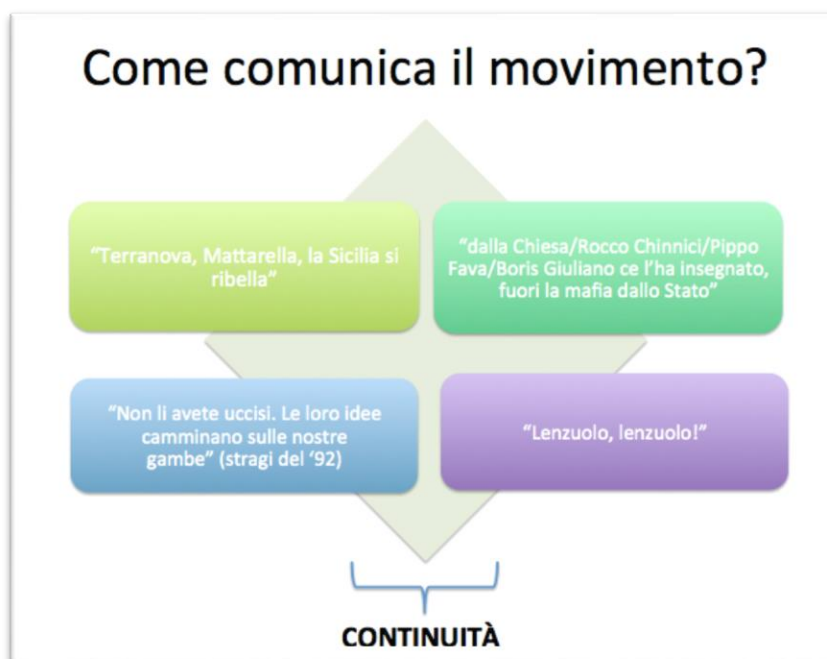 Come comunica il movimento?
“Terranova, Mattarella, la Sicilia si
ribella”
“dalla Chiesa/Rocco Chinnici/Pippo
Fava/Boris Giuliano ce l’ha insegnato,
fuori la mafia dallo Stato”
“Non li avete uccisi. Le loro idee
camminano sulle nostre
gambe” (stragi del ‘92)
“Lenzuolo, lenzuolo!”
CONTINUITÀ